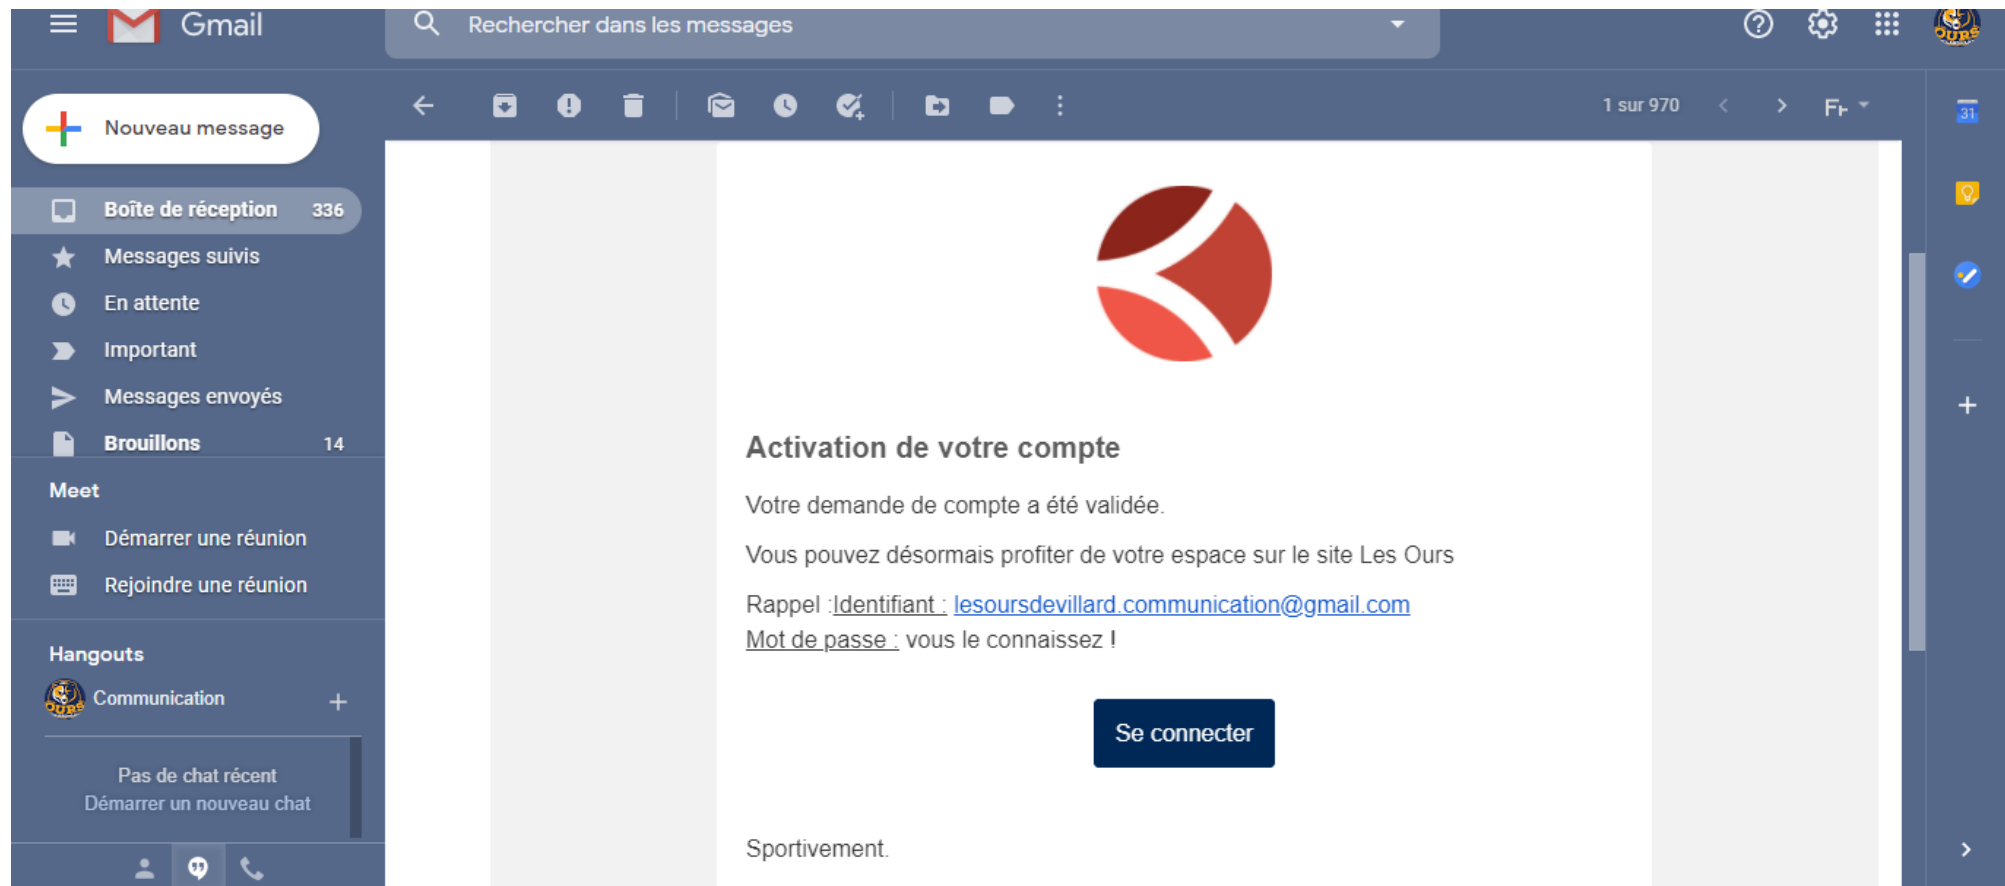 Gmail
Rechercher dans les messages
OURS
Nouveau message
1 sur 970
31
Boîte de réception 336
Messages suivis
En attente
Important
Messages envoyés
Brouillons 14
Meet
Démarrer une réunion
Rejoindre une réunion
Hangouts
OURS
Communication
Pas de chat récent
Démarrer un nouveau chat
Activation de votre compte
Votre demande de compte a été validée.
Vous pouvez désormais profiter de votre espace sur le site Les Ours
Rappel :Identifiant : lesoursdevillard.communication@gmail.com
Mot de passe : vous le connaissez !
Se connecter
Sportivement.